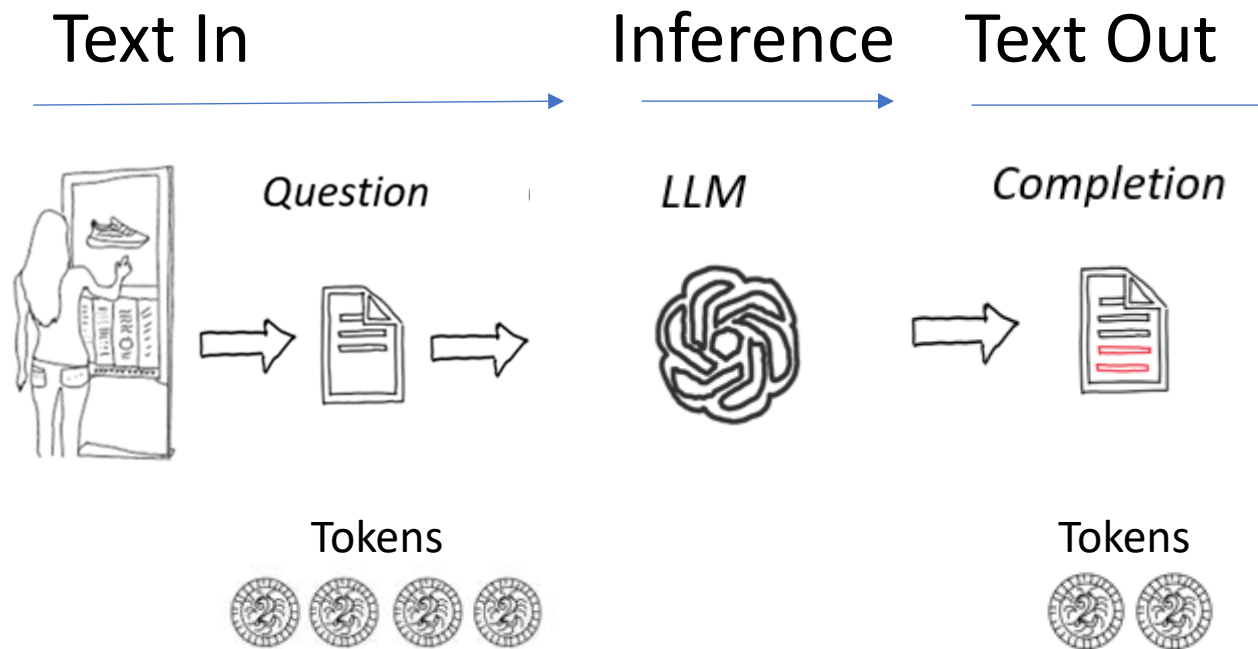 Text In
Inference
Text Out
Question
LLM
Completion
Tokens
Tokens